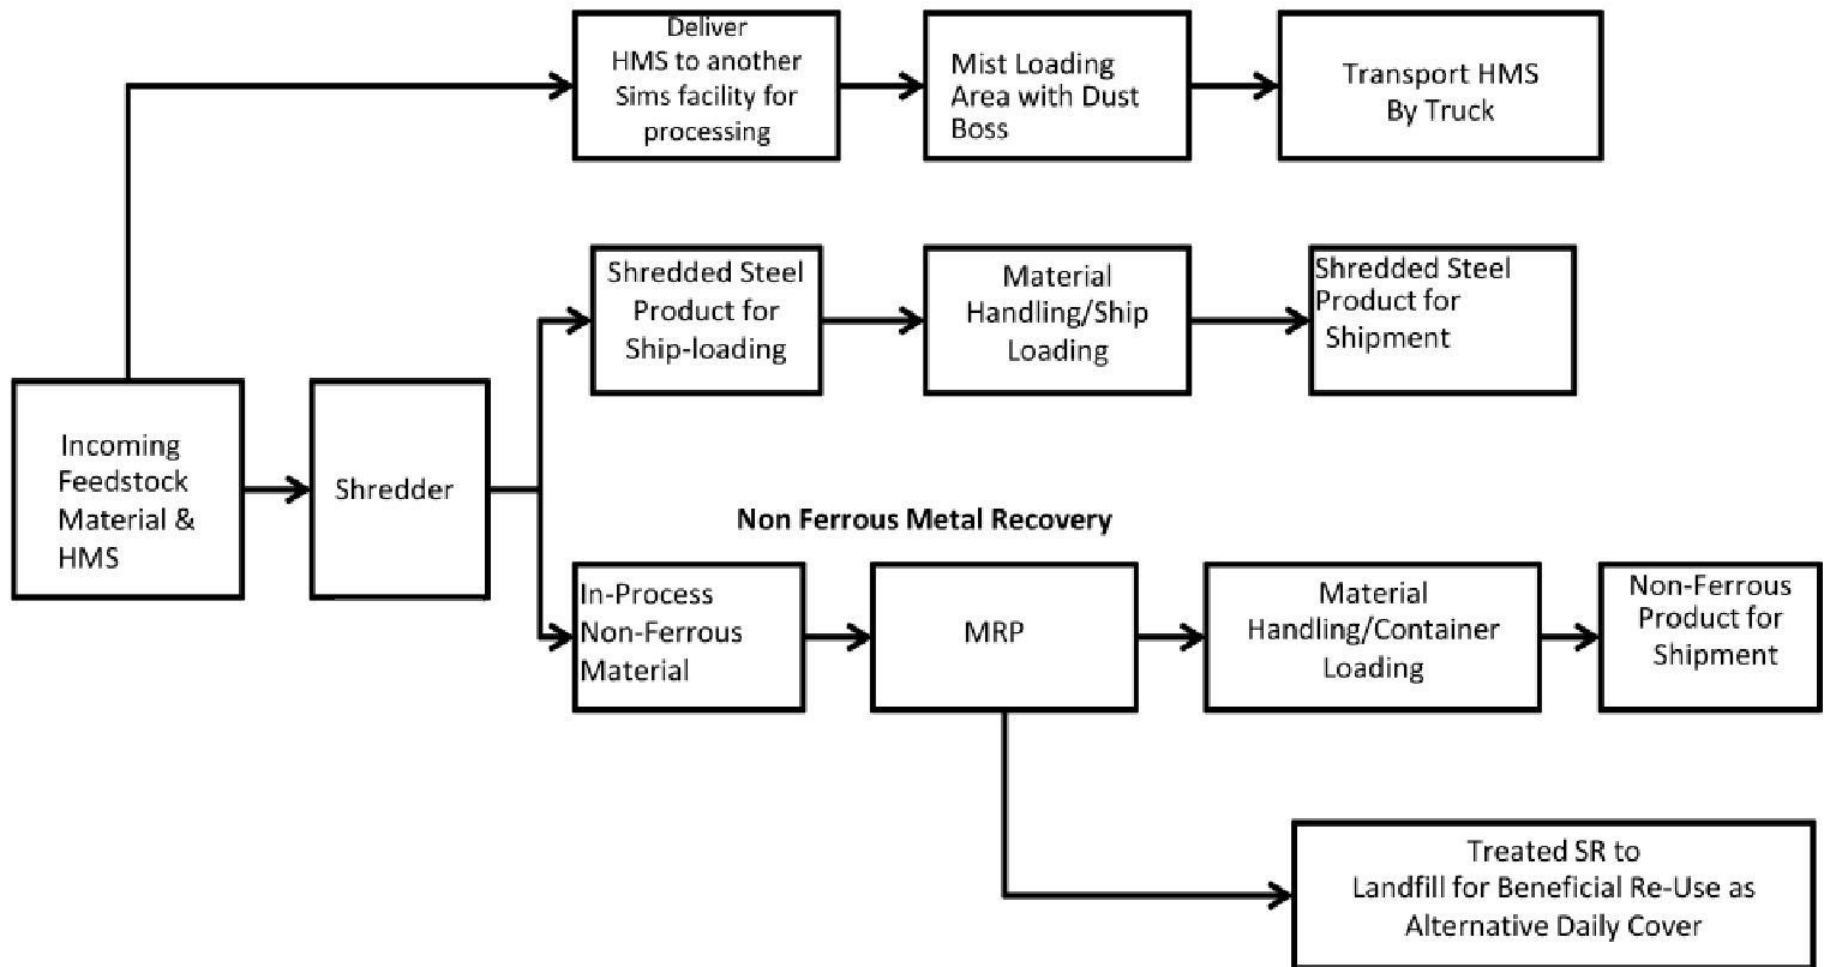 Deliver
HMS to another
Sims facility for
processing
Mist Loading
Area with Dust
Boss
Transport HMS
By Truck
Shredded Steel
Product for
Ship-loading
Material
Handling/Ship
Loading
Shredded Steel
Product for
Shipment
Incoming
Feedstock
Material &
HMS
Shredder
Non Ferrous Metal Recovery
In-Process
Non-Ferrous
Material
MRP
Material
Handling/Container
Loading
Non-Ferrous
Product for
Shipment
Treated SR to
Landfill for Beneficial Re-Use as
Alternative Daily Cover